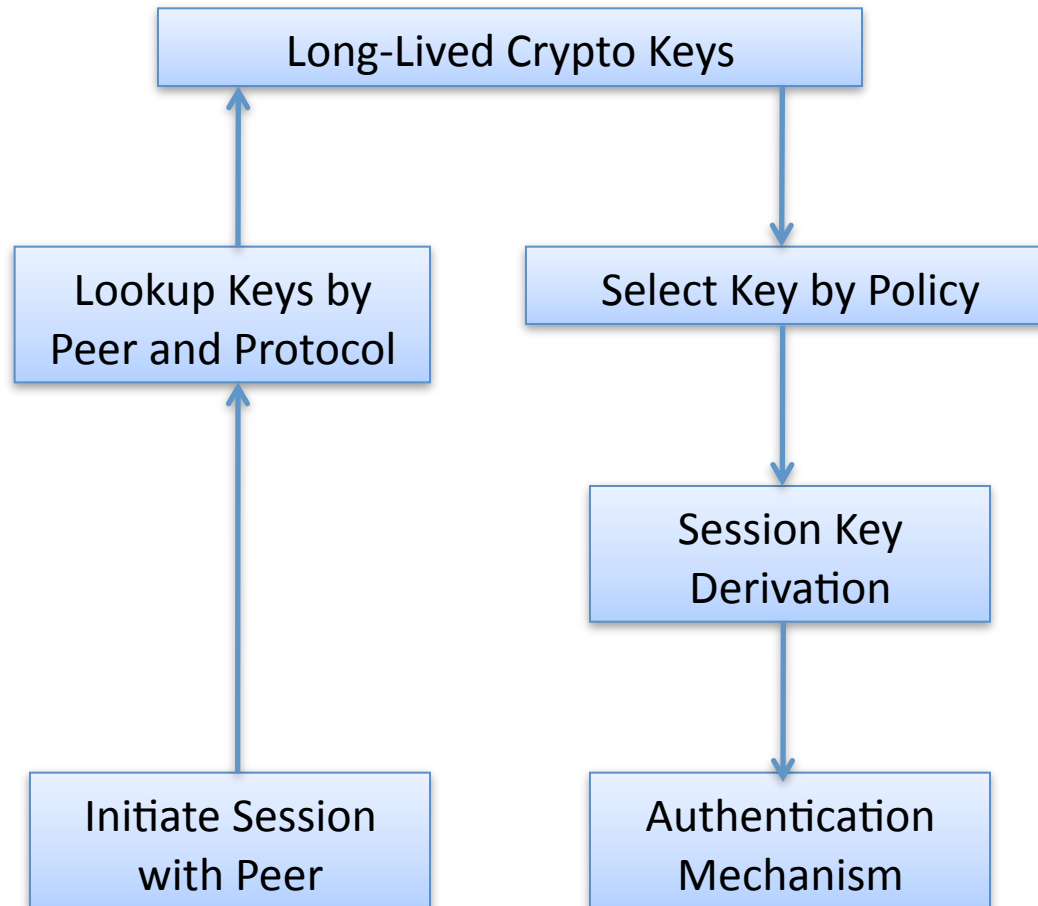 Long-Lived Crypto Keys
Lookup Keys by
Peer and Protocol
Select Key by Policy
Session Key
Derivation
Initiate Session
with Peer
Authentication
Mechanism